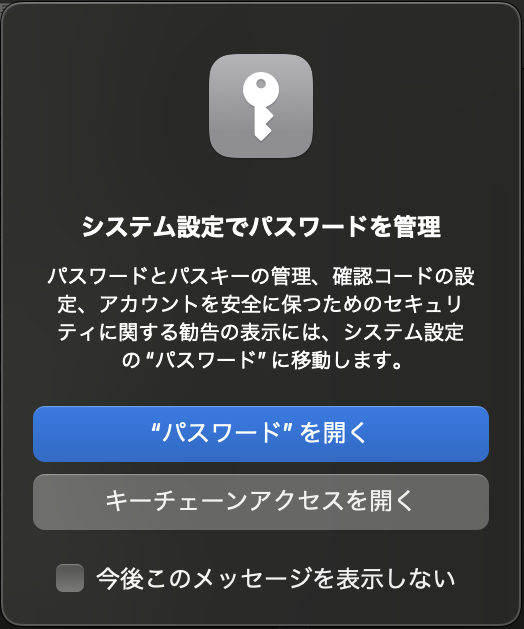 システム設定でパスワードを管理
パスワードとパスキーの管理、確認コードの設
定、アカウントを安全に保つためのセキュリ
ティに関する勧告の表示には、システム設定
の“パスワード”に移動します。
“パスワード”を開く
キーチェーンアクセスを開く
今後このメッセージを表示しない